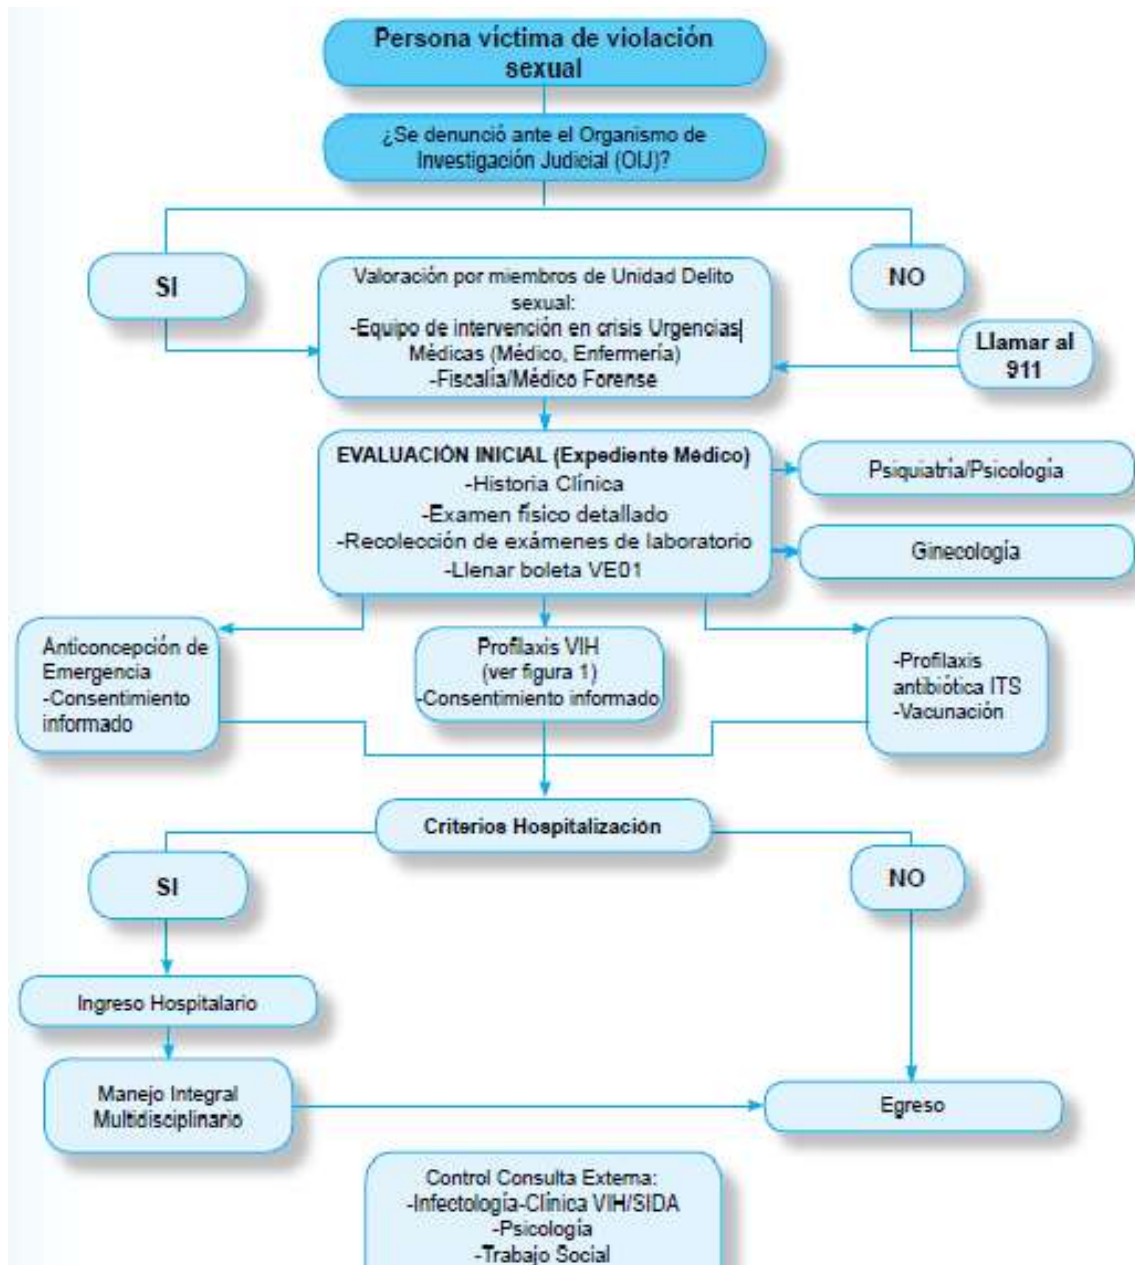 Persona víctima de violación
sexual
¿Se denunció ante el Organismo de
Investigación Judicial (OIJ)?
SI
Valoración por miembros de Unidad Delito
sexual:
-Equipo de intervención en crisis Urgencias
Médicas (Médico, Enfermería)
-Fiscalía/Médico Forense
NO
Llamar al
911
EVALUACIÓN INICIAL (Expediente Médico)
-Historia Clínica
-Examen físico detallado
-Recolección de exámenes de laboratorio
-Llenar boleta VE01
Psiquiatría/Psicología
Ginecología
Anticoncepción de
Emergencia
-Consentimiento
informado
Profilaxis VIH
(ver figura 1)
-Consentimiento informado
-Profilaxis
antibiótica ITS
-Vacunación
Criterios Hospitalización
SI
NO
Ingreso Hospitalario
Manejo Integral
Multidisciplinario
Egreso
Control Consulta Externa:
-Infectología-Clínica VIH/SIDA
-Psicología
-Trabajo Social